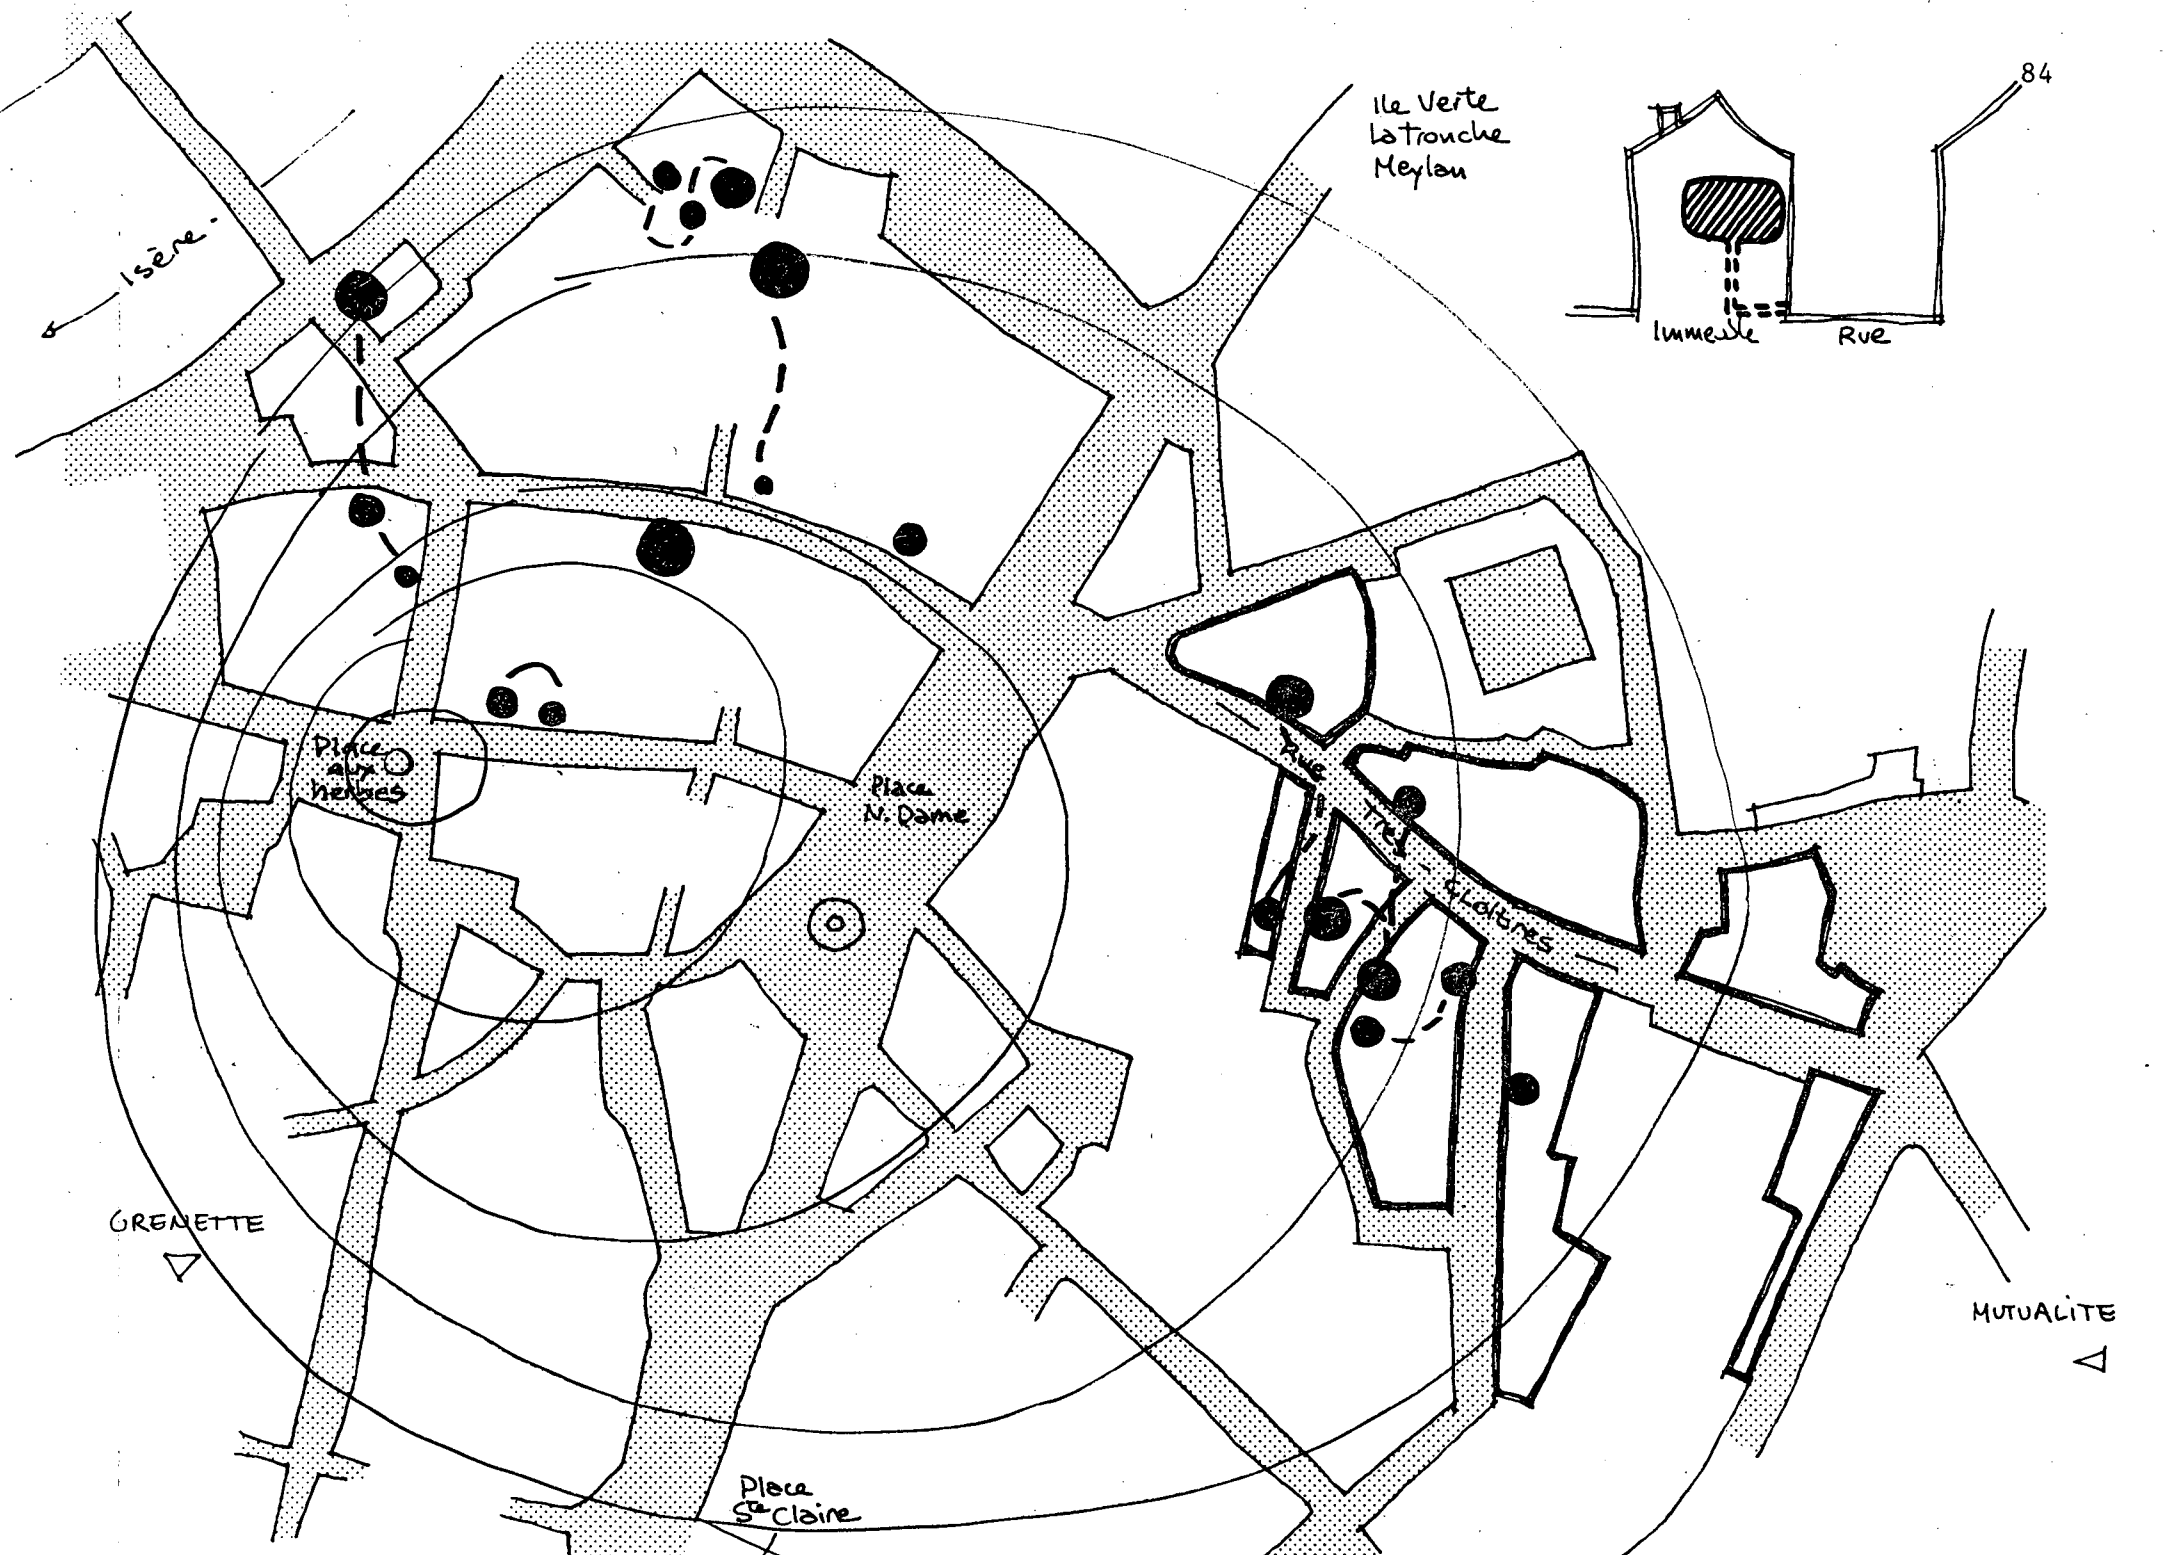 84
Ile Verte
La Tronche
Meylan
Isère
Immeuble
Rue
Place
aux
herbes
Place
N. Dame
Rue
Très
Cloîtres
GRENETTE
MUTUALITE
Place
Ste Claire